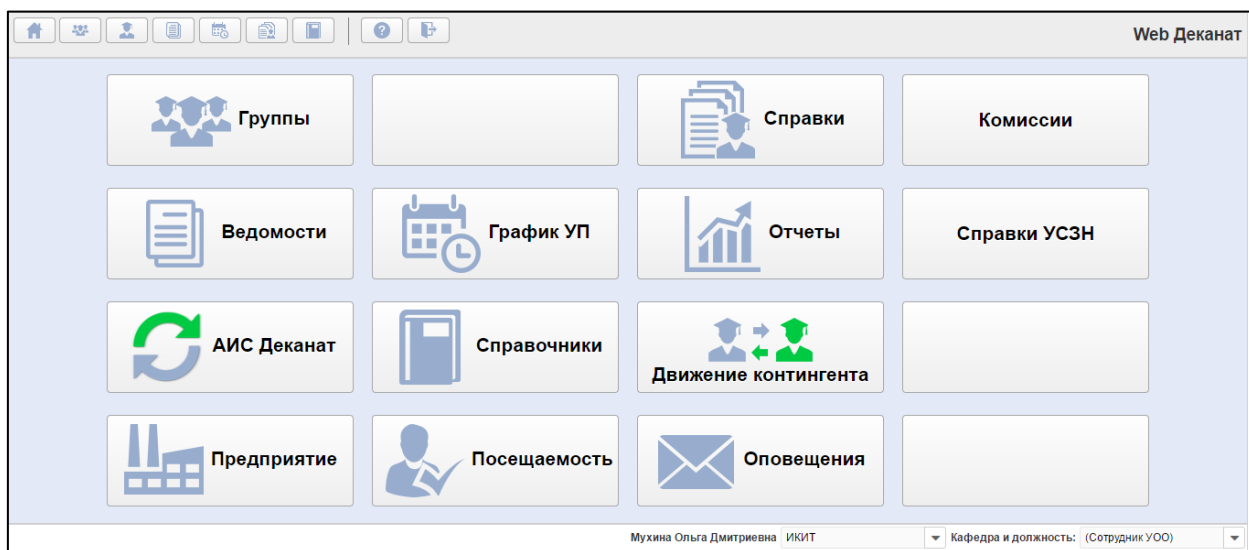 Web Деканат
Группы
Справки
Комиссии
Ведомости
График УП
Отчеты
Справки УСЗН
АИС Деканат
Справочники
Движение контингента
Предприятие
Посещаемость
Оповещения
Мухина Ольга Дмитриевна ИКИТ Кафедра и должность: (Сотрудник УОО)